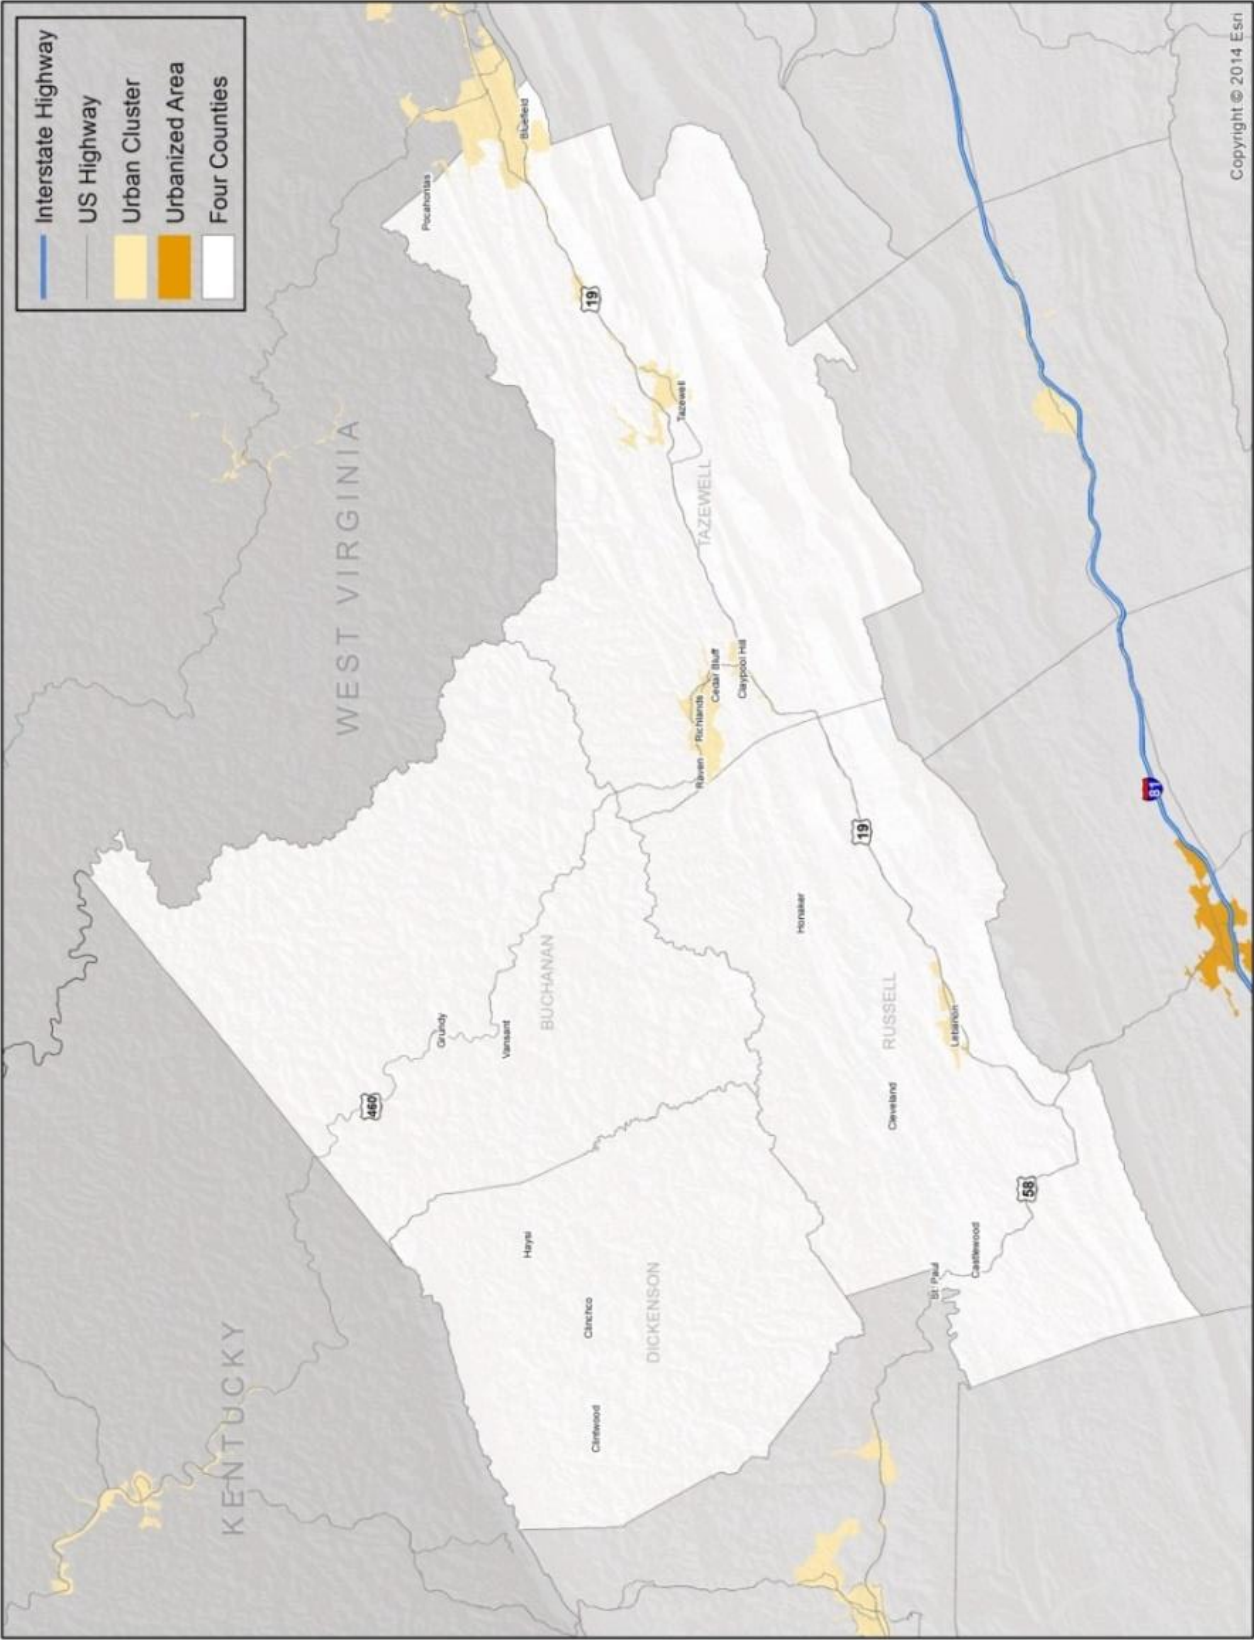 Interstate Highway
US Highway
Urban Cluster
Urbanized Area
Four Counties
KENTUCKY
WEST VIRGINIA
Pocahontas
Bluefield
19
Tazewell
TAZEWELL
Raven
Richlands
Cedar Bluff
Claypool Hill
460
Grundy
Vansant
BUCHANAN
Haysi
Clinchco
Clintwood
DICKENSON
Honaker
19
RUSSELL
Lebanon
Cleveland
58
Castlewood
St. Paul
81
Copyright © 2014 Esri